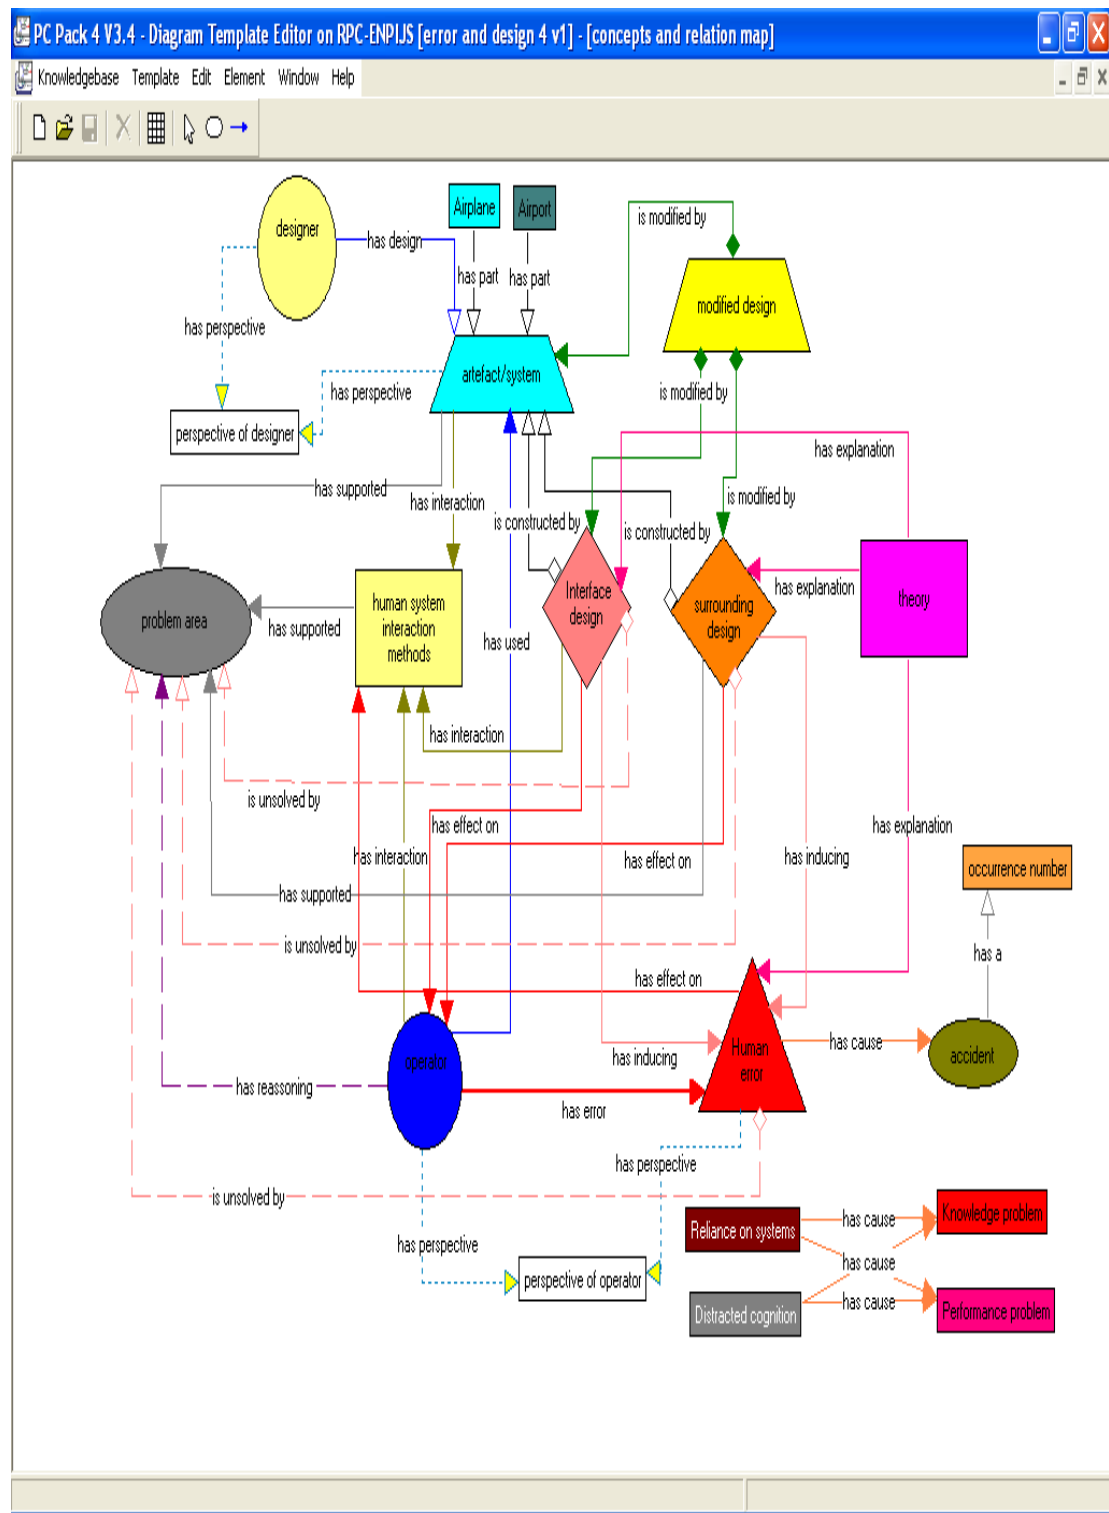 PC Pack 4 V3.4 - Diagram Template Editor on RPC-ENPIJS [error and design 4 v1] - [concepts and relation map]
Knowledgebase Template Edit Element Window Help
Airplane
Airport
designer
is modified by
has design
has part
has part
modified design
has perspective
artefact/system
has perspective
is modified by
perspective of designer
has explanation
has supported
has interaction
is modified by
is constructed by
is constructed by
Interface
design
has explanation
theory
human system
interaction
methods
surrounding
design
problem area
has supported
has used
has interaction
is unsolved by
has effect on
has explanation
has interaction
has effect on
has inducing
occurrence number
has supported
is unsolved by
has a
has effect on
has cause
Human
error
accident
has inducing
operator
has reasoning
has error
has perspective
is unsolved by
has perspective
Reliance on systems
has cause
Knowledge problem
has cause
perspective of operator
has cause
Distracted cognition
Performance problem